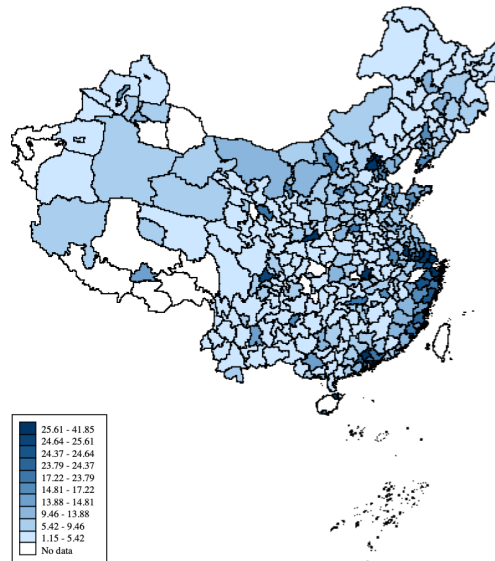 25.61 - 41.85
24.64 - 25.61
24.37 - 24.64
23.79 - 24.37
17.22 - 23.79
14.81 - 17.22
13.88 - 14.81
9.46 - 13.88
5.42 - 9.46
1.15 - 5.42
No data